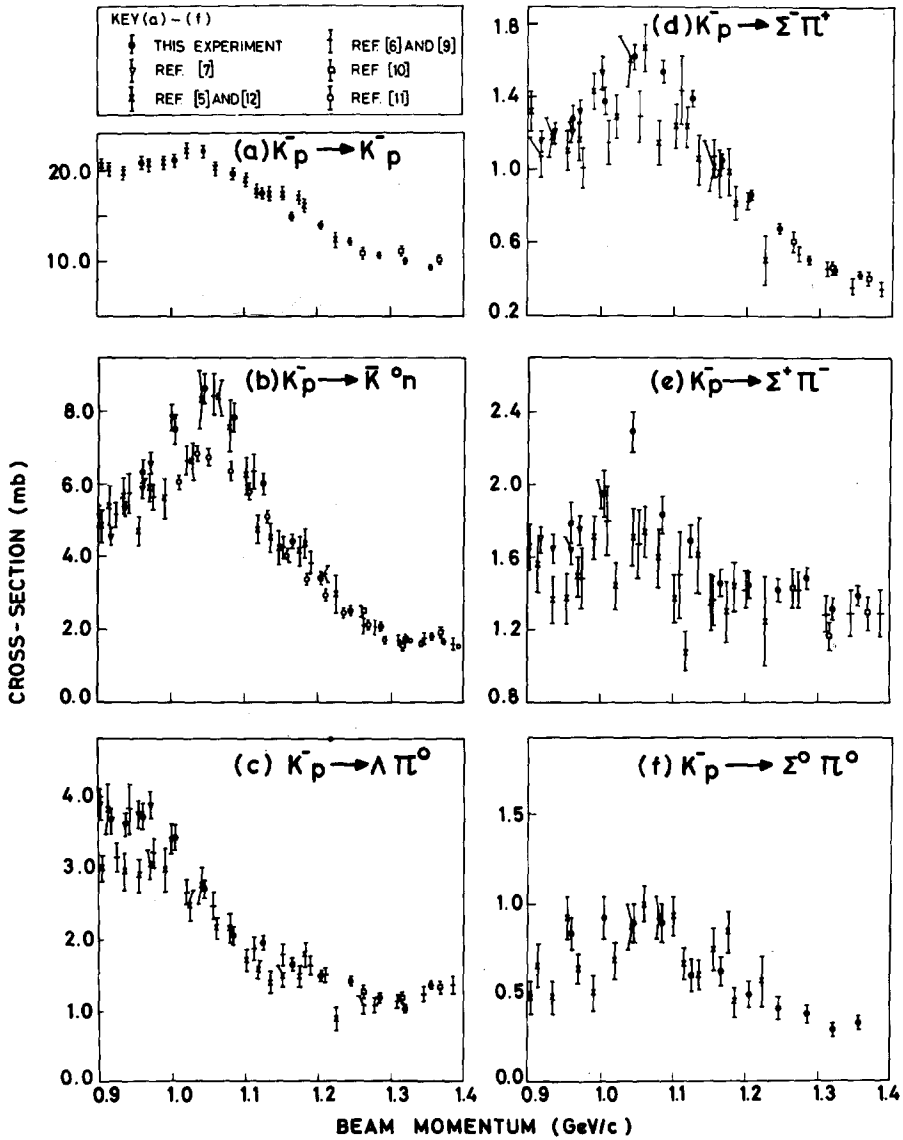 KEY (a) - (f)
THIS EXPERIMENT
REF. [7]
REF. [5] AND [12]
REF. [6] AND [9]
REF [10]
REF. [11]
(a) K⁻p → K⁻p
20.0
10.0
(b) K⁻p → K̄°n
8.0
6.0
4.0
2.0
0.0
(c) K⁻p → Λ Π⁰
4.0
3.0
2.0
1.0
0.0
0.9
1.0
1.1
1.2
1.3
1.4
(d) K⁻p → Σ⁻ Π⁺
1.8
1.4
1.0
0.6
0.2
(e) K⁻p → Σ⁺ Π⁻
2.4
2.0
1.6
1.2
0.8
(f) K⁻p → Σ⁰ Π⁰
1.5
1.0
0.5
0.0
0.9
1.0
1.1
1.2
1.3
1.4
CROSS-SECTION (mb)
BEAM MOMENTUM (GeV/c)